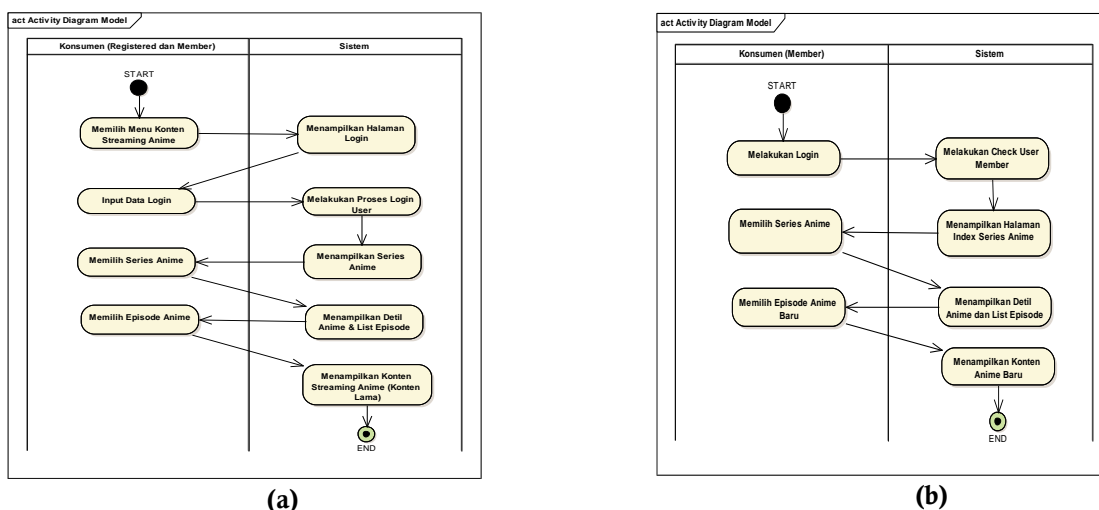 act Activity Diagram Model
Konsumen (Registered dan Member)
Sistem
START
Memilih Menu Konten
Streaming Anime
Menampilkan Halaman
Login
Input Data Login
Melakukan Proses Login
User
Menampilkan Series
Anime
Memilih Series Anime
Menampilkan Detil
Anime & List Episode
Memilih Episode Anime
Menampilkan Konten
Streaming Anime (Konten
Lama)
END
(a)
act Activity Diagram Model
Konsumen (Member)
Sistem
START
Melakukan Login
Melakukan Check User
Member
Menampilkan Halaman
Index Series Anime
Memilih Series Anime
Menampilkan Detil
Anime dan List Episode
Memilih Episode Anime
Baru
Menampilkan Konten
Anime Baru
END
(b)